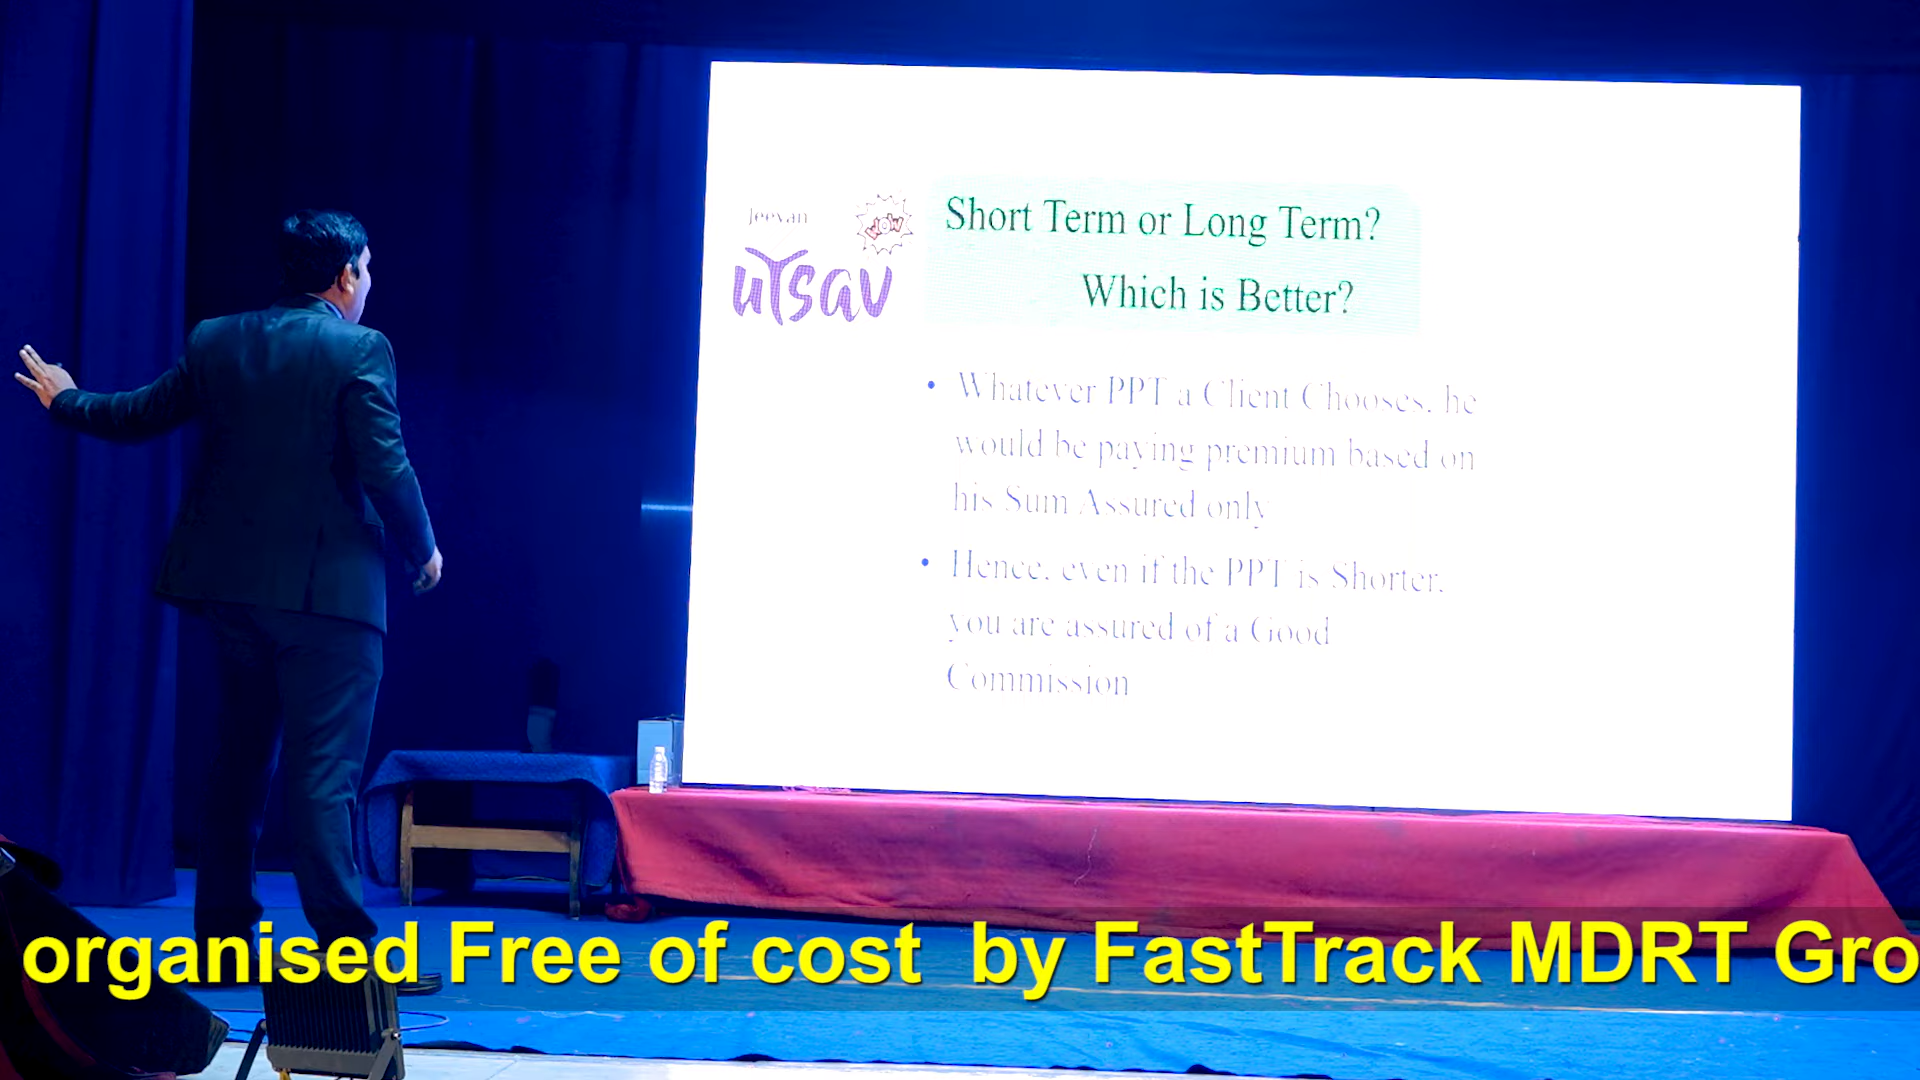 Jeevan
WOW
UTSAV
Short Term or Long Term?
Which is Better?
• Whatever PPT a Client Chooses, he
would be paying premium based on
his Sum Assured only
• Hence, even if the PPT is Shorter,
you are assured of a Good
Commission
organised Free of cost by FastTrack MDRT Gro